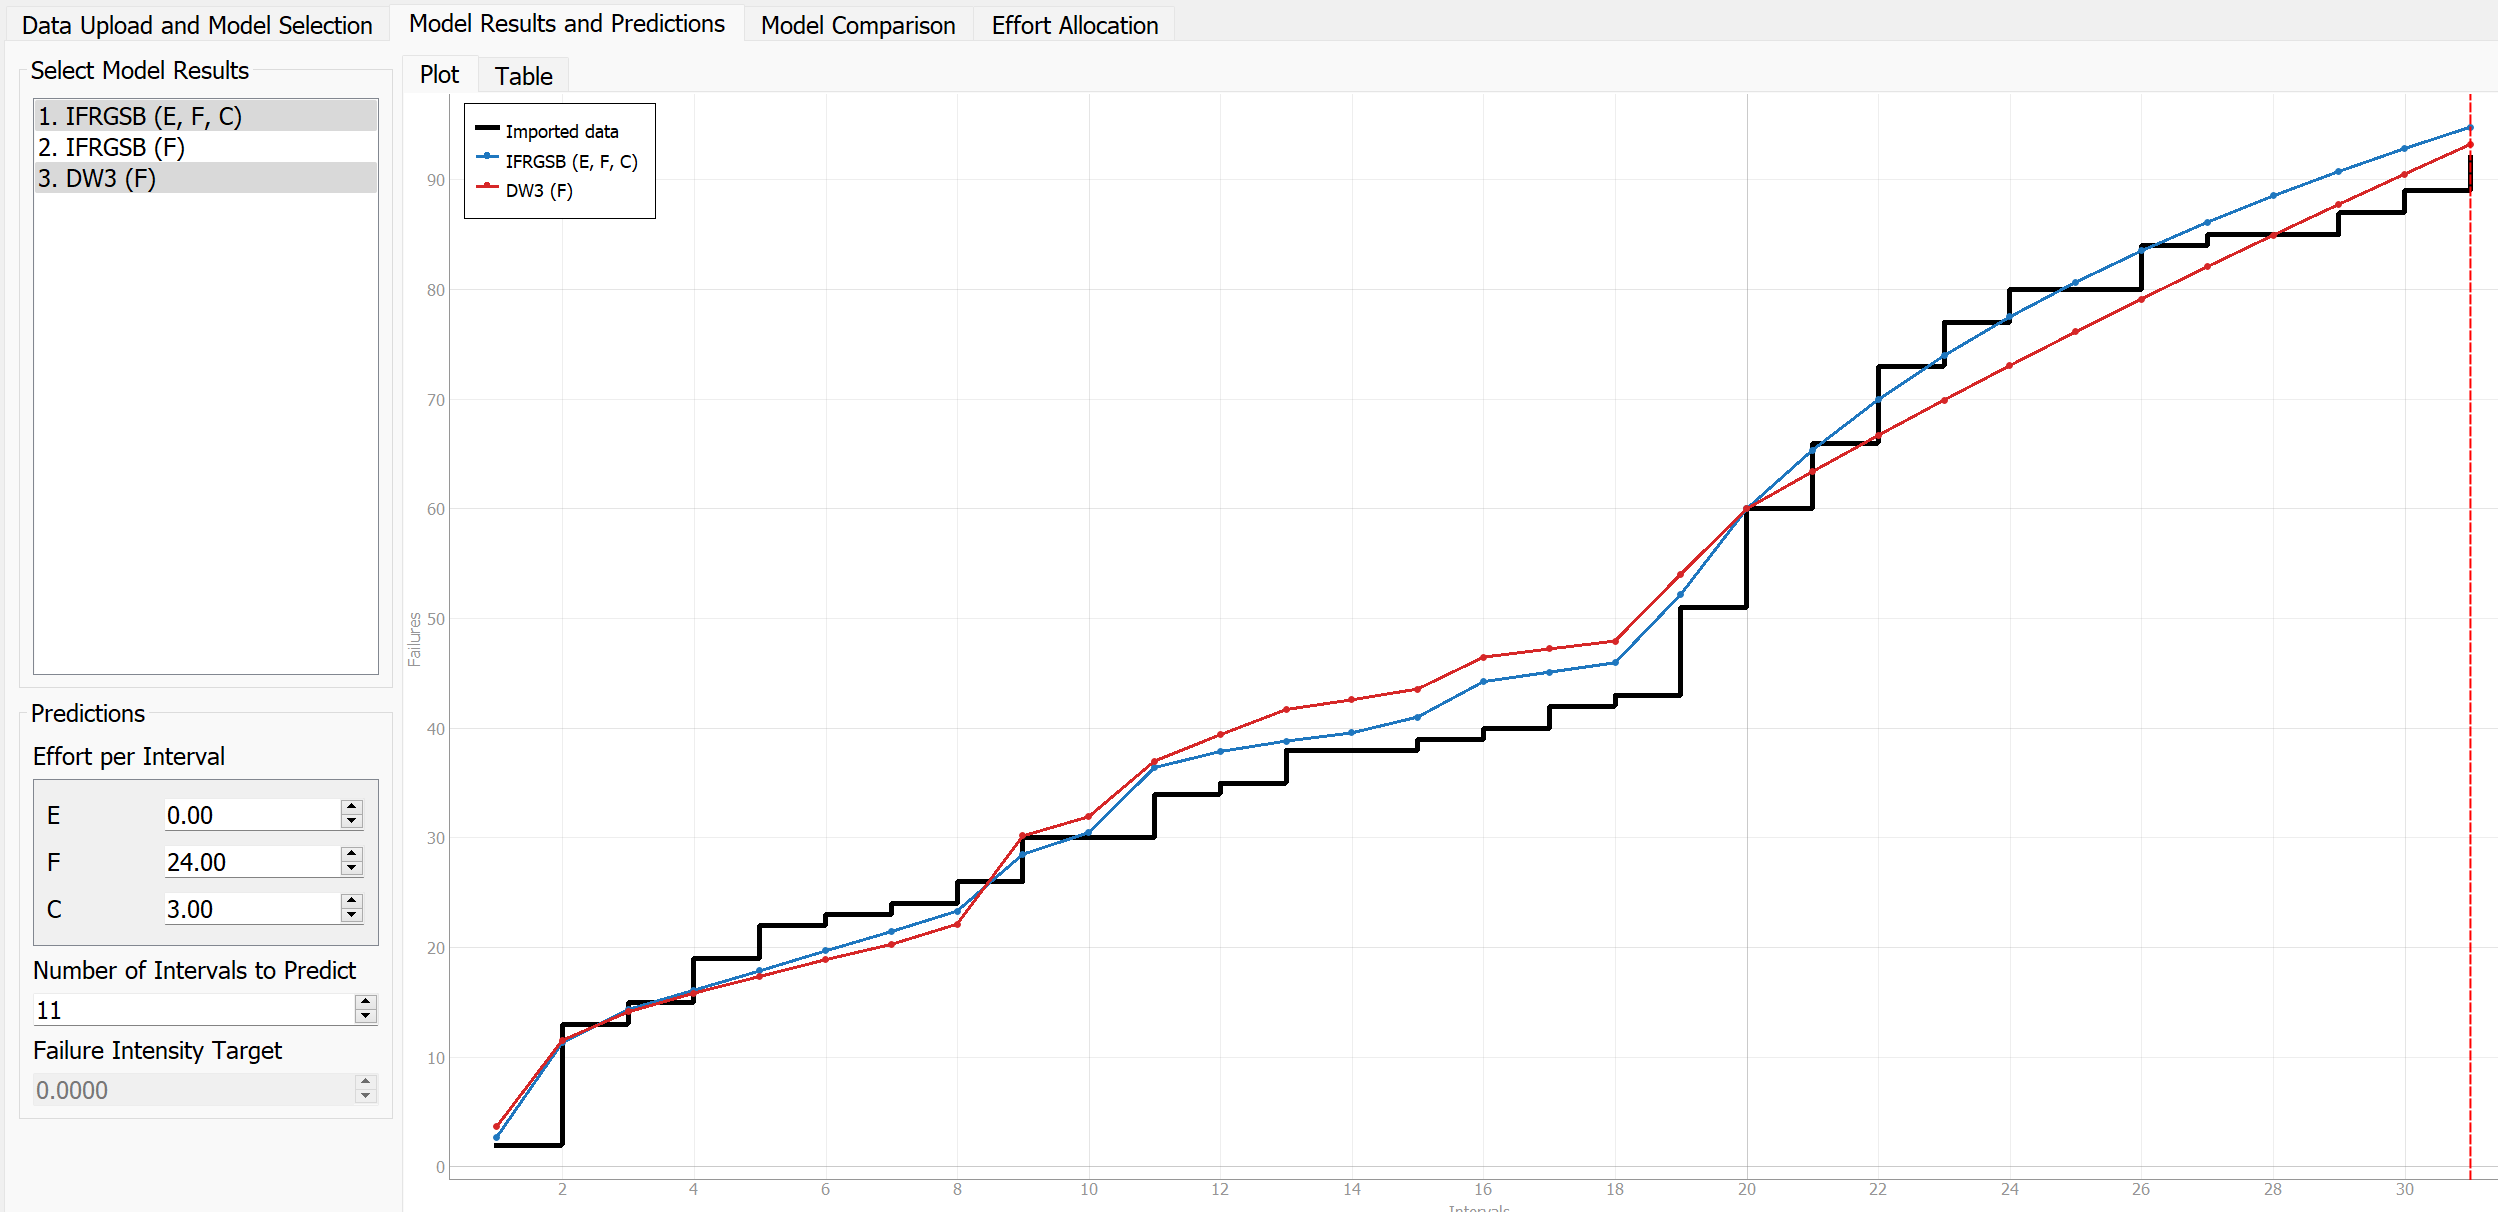 Data Upload and Model Selection
Model Results and Predictions
Model Comparison
Effort Allocation
Select Model Results
1. IFRGSB (E, F, C)
2. IFRGSB (F)
3. DW3 (F)
Predictions
Effort per Interval
E 0.00
F 24.00
C 3.00
Number of Intervals to Predict
11
Failure Intensity Target
0.0000
Plot
Table
Imported data
IFRGSB (E, F, C)
DW3 (F)
Failures
90
80
70
60
50
40
30
20
10
0
2 4 6 8 10 12 14 16 18 20 22 24 26 28 30
Intervals